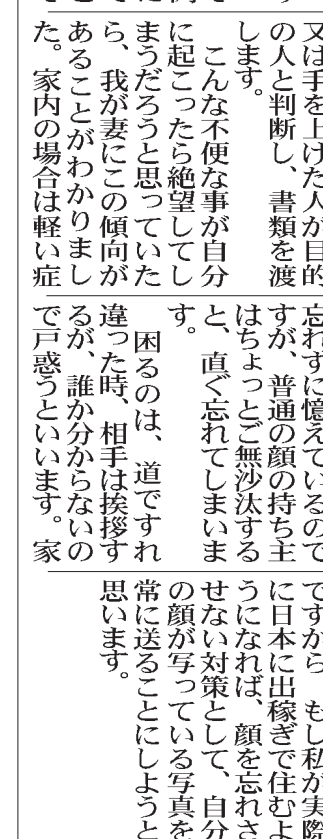 又は手を上げた人が目的
の人と判断し、書類を渡
します。
こんな不便な事が自分
に起こったら絶望してし
まうだろうと思っていた
ら、我が妻にこの傾向が
あることがわかりまし
た。家内の場合は軽い症
忘れずに憶えているので
すが、普通の顔の持ち主
はちょっとご無沙汰する
と、直ぐ忘れてしまいま
す。
困るのは、道ですれ
違った時、相手は挨拶す
るが、誰か分からないの
で戸惑うといいます。家
ですから、もし私が実際
に日本に出稼ぎで住むよ
うになれば、顔を忘れさ
せない対策として、自分
の顔が写っている写真を
常に送ることにしようと
思います。